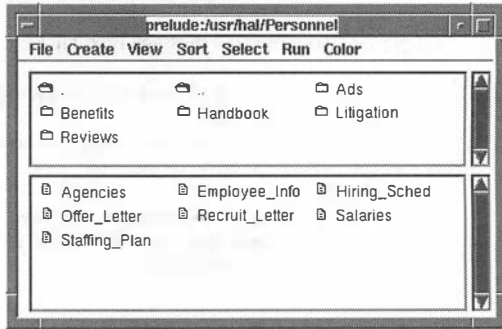 prelude:/usr/hal/Personnel
File Create View Sort Select Run Color
. .. Ads
Benefits Handbook Litigation
Reviews
Agencies Employee_Info Hiring_Sched
Offer_Letter Recruit_Letter Salaries
Staffing_Plan